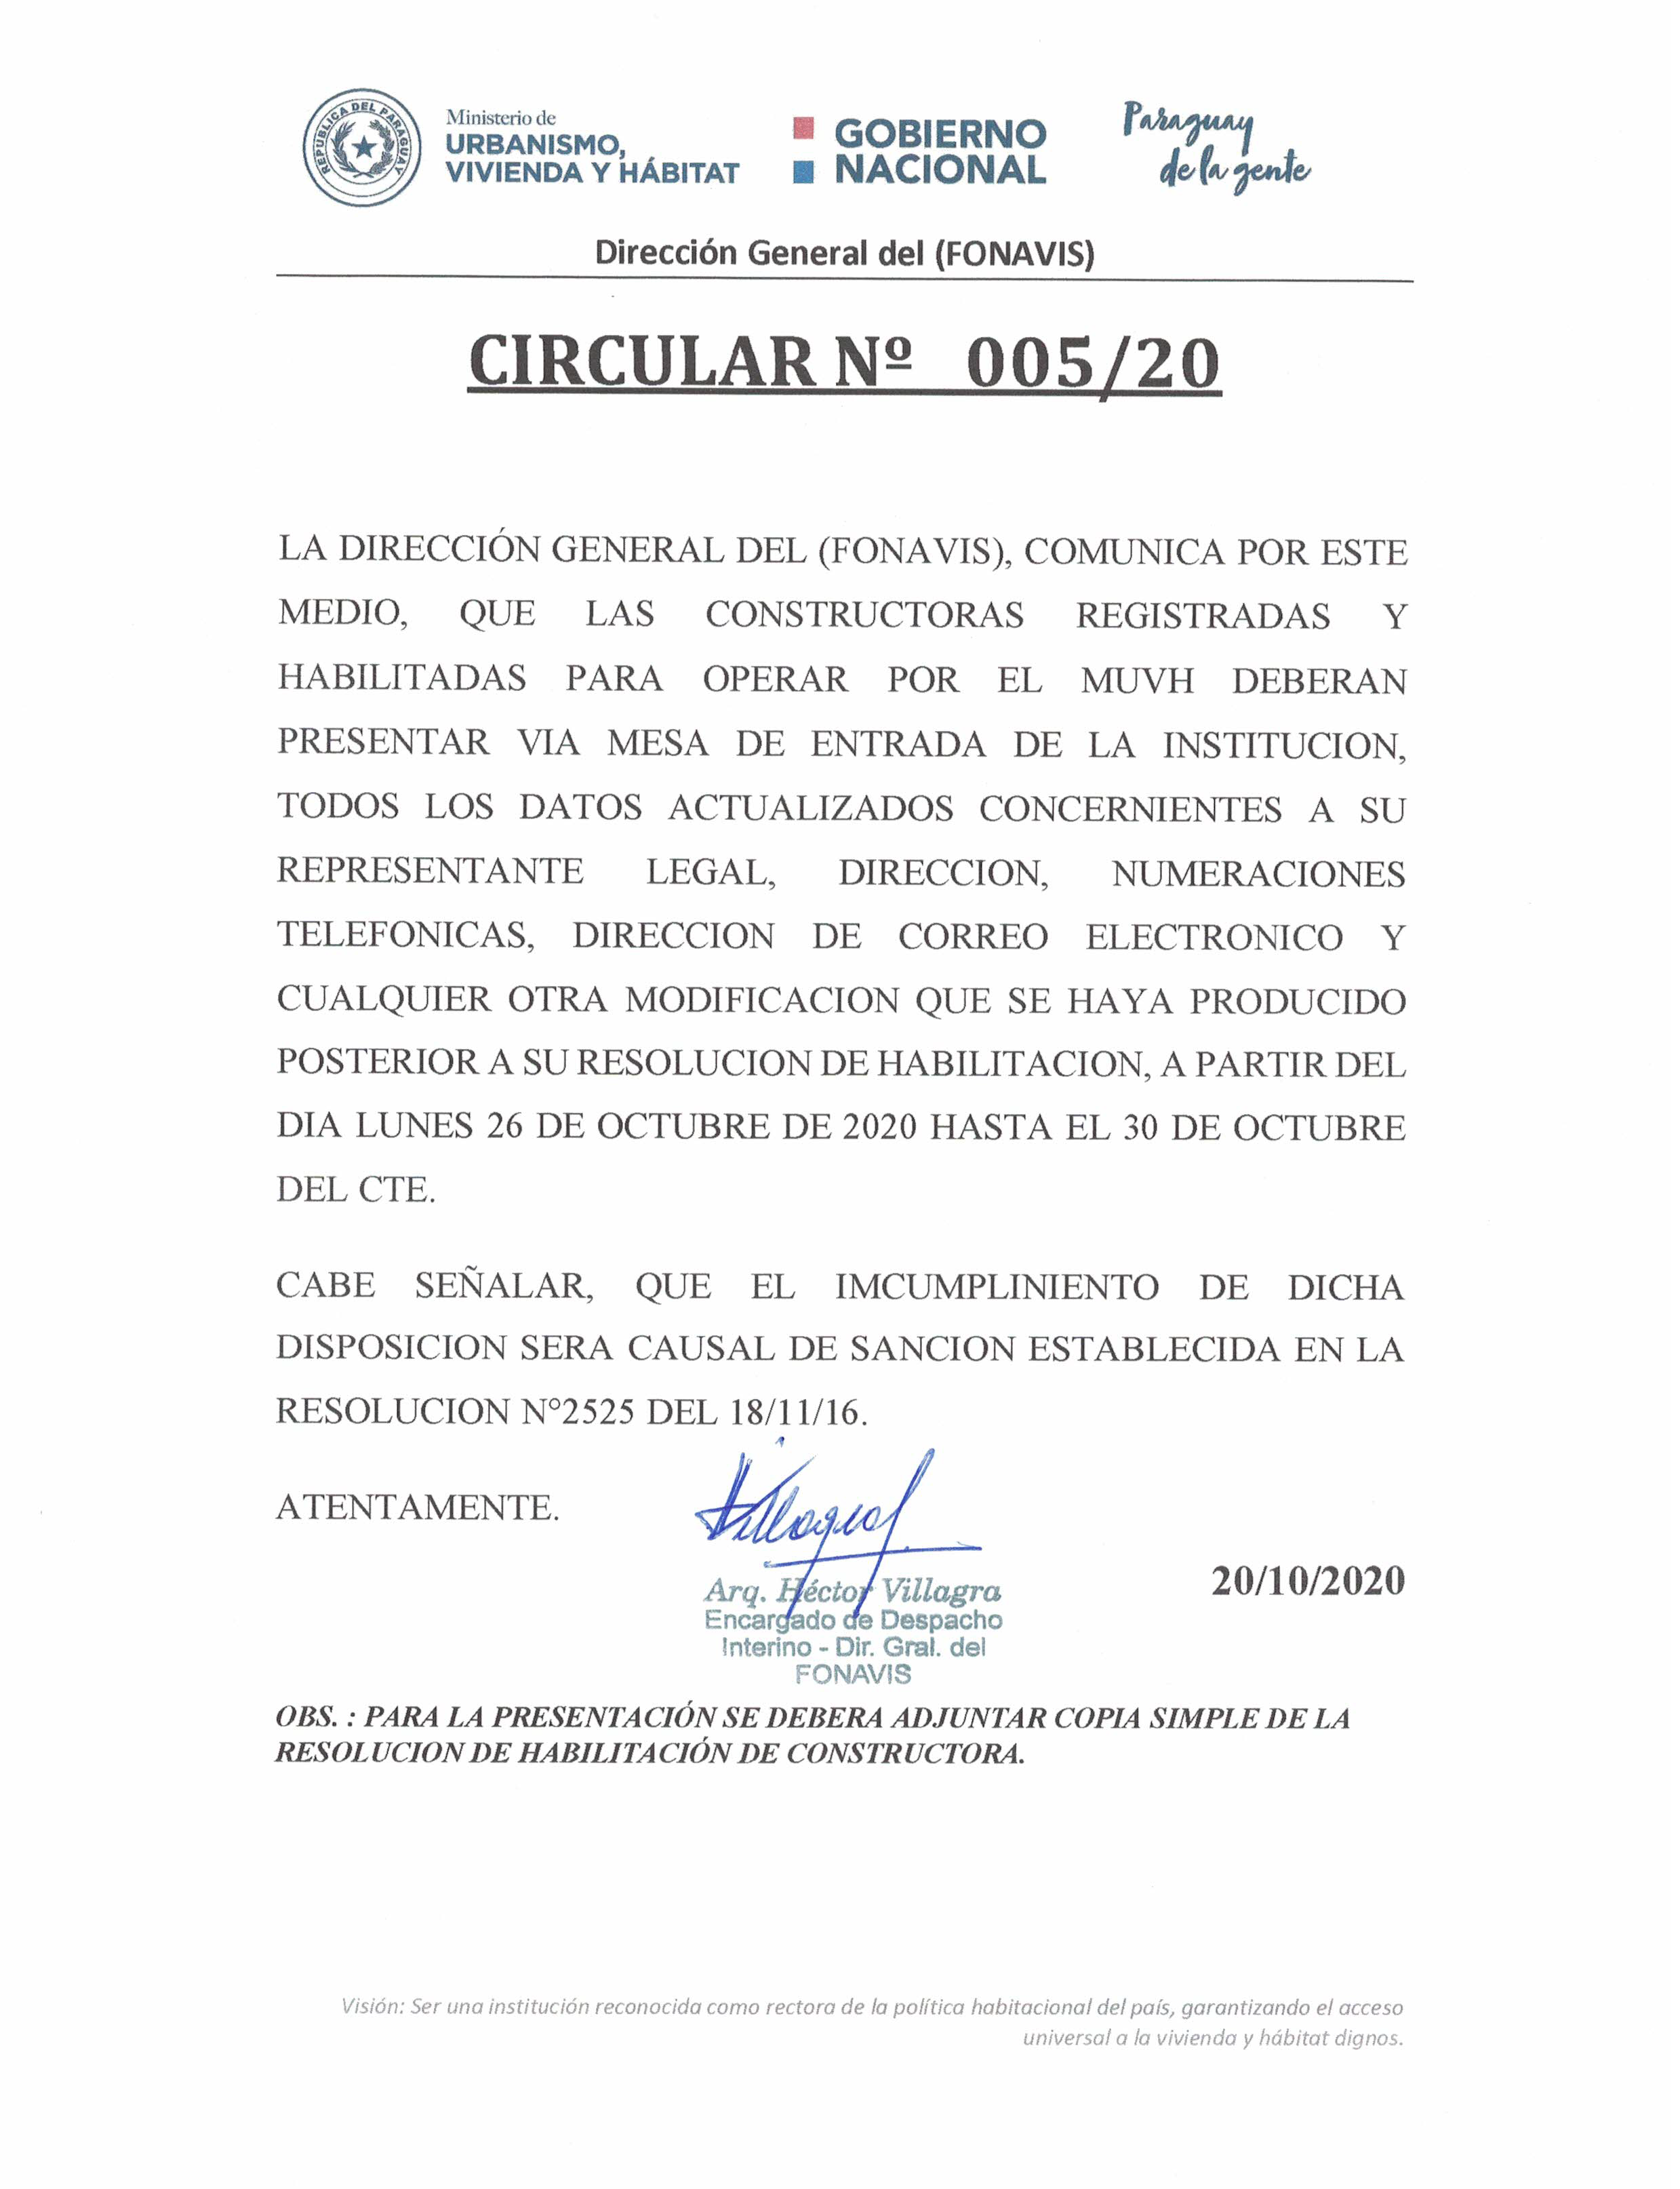 REPUBLICA DEL PARAGUAY
Ministerio de
URBANISMO,
VIVIENDA Y HÁBITAT
GOBIERNO
NACIONAL
Paraguay
de la gente
Dirección General del (FONAVIS)
CIRCULAR Nº 005/20
LA DIRECCIÓN GENERAL DEL (FONAVIS), COMUNICA POR ESTE
MEDIO, QUE LAS CONSTRUCTORAS REGISTRADAS Y
HABILITADAS PARA OPERAR POR EL MUVH DEBERAN
PRESENTAR VIA MESA DE ENTRADA DE LA INSTITUCION,
TODOS LOS DATOS ACTUALIZADOS CONCERNIENTES A SU
REPRESENTANTE LEGAL, DIRECCION, NUMERACIONES
TELEFONICAS, DIRECCION DE CORREO ELECTRONICO Y
CUALQUIER OTRA MODIFICACION QUE SE HAYA PRODUCIDO
POSTERIOR A SU RESOLUCION DE HABILITACION, A PARTIR DEL
DIA LUNES 26 DE OCTUBRE DE 2020 HASTA EL 30 DE OCTUBRE
DEL CTE.
CABE SEÑALAR, QUE EL IMCUMPLINIENTO DE DICHA
DISPOSICION SERA CAUSAL DE SANCION ESTABLECIDA EN LA
RESOLUCION N°2525 DEL 18/11/16.
ATENTAMENTE.
20/10/2020
Arq. Héctor Villagra
Encargado de Despacho
Interino - Dir. Gral. del
FONAVIS
OBS. : PARA LA PRESENTACIÓN SE DEBERA ADJUNTAR COPIA SIMPLE DE LA
RESOLUCION DE HABILITACIÓN DE CONSTRUCTORA.
Visión: Ser una institución reconocida como rectora de la política habitacional del país, garantizando el acceso
universal a la vivienda y hábitat dignos.